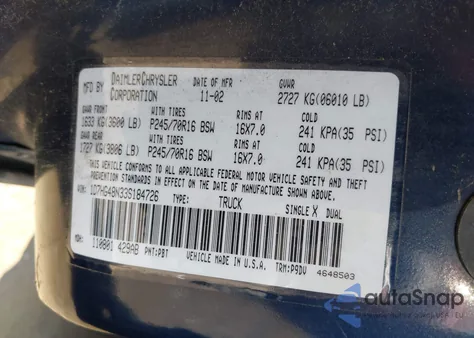 MFD BY DAIMLERCHRYSLER CORPORATION DATE OF MFR 11-02 GVWR 2727 KG(06010 LB)
GAWR FRONT WITH TIRES RIMS AT COLD
1633 KG(3600 LB) P245/70R16 BSW 16X7.0 241 KPA(35 PSI)
GAWR REAR WITH TIRES RIMS AT COLD
1727 KG(3806 LB) P245/70R16 BSW 16X7.0 241 KPA(35 PSI)
THIS VEHICLE CONFORMS TO ALL APPLICABLE FEDERAL MOTOR VEHICLE SAFETY AND THEFT
PREVENTION STANDARDS IN EFFECT ON THE DATE OF MANUFACTURE SHOWN ABOVE.
VIN: 1D7HG48N33S184726 TYPE: TRUCK SINGLE X DUAL
MDH: 110801 429AB PNT:PBT VEHICLE MADE IN U.S.A. TRM:P9DV 4648503
autoSnap